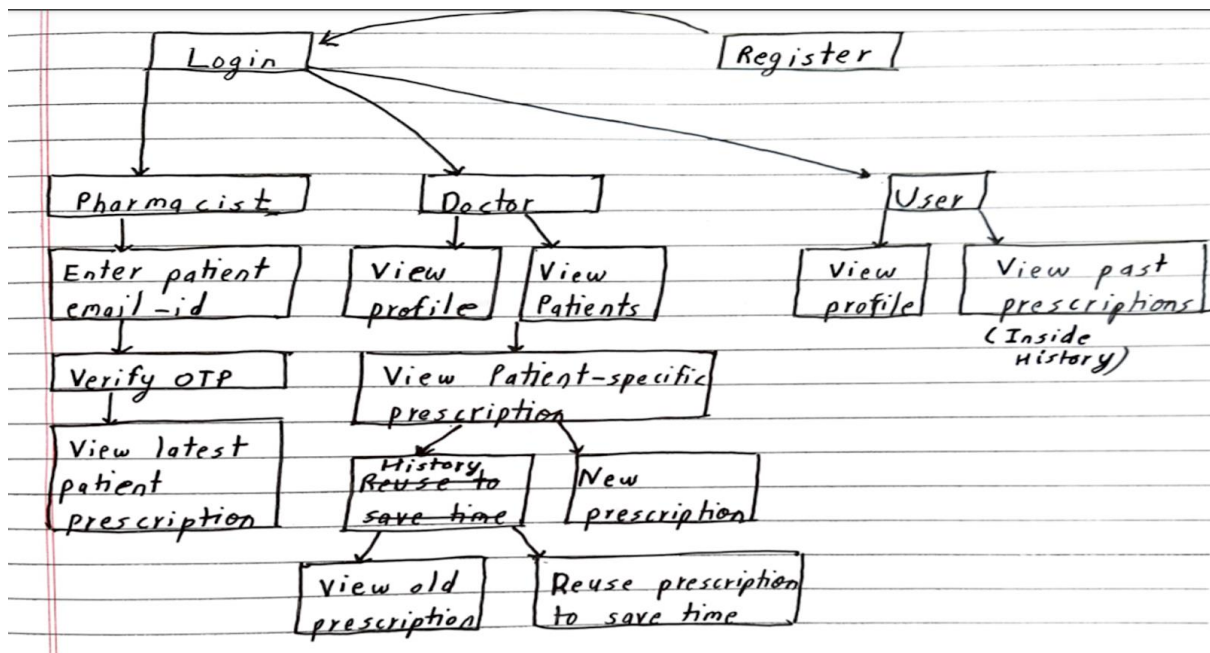 Login
Register
Pharmacist
Doctor
User
Enter patient
email-id
View
profile
View
Patients
View
profile
View past
prescriptions
(Inside
History)
Verify OTP
View Patient-specific
prescription
View latest
patient
prescription
History
Reuse to
save time
New
prescription
View old
prescription
Reuse prescription
to save time